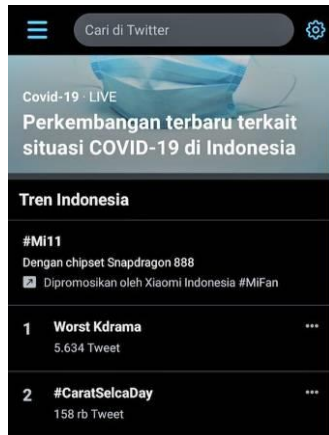 Cari di Twitter
Covid-19 · LIVE
Perkembangan terbaru terkait
situasi COVID-19 di Indonesia
Tren Indonesia
#Mi11
Dengan chipset Snapdragon 888
Dipromosikan oleh Xiaomi Indonesia #MiFan
1 Worst Kdrama
5.634 Tweet
2 #CaratSelcaDay
158 rb Tweet